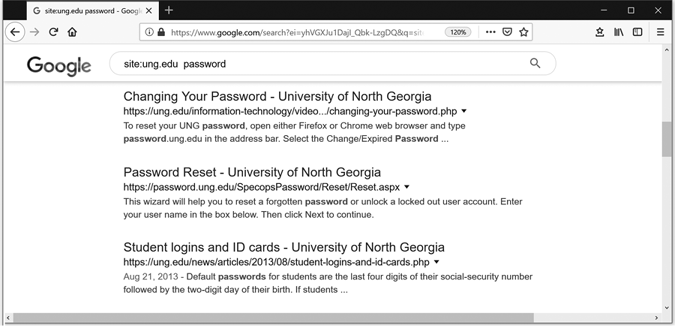 site:ung.edu password - Google
https://www.google.com/search?ei=yhVGXJu1DajI_Qbk-LzgDQ&q=sit
120%
Google
site:ung.edu password
Changing Your Password - University of North Georgia
https://ung.edu/information-technology/video.../changing-your-password.php
To reset your UNG password, open either Firefox or Chrome web browser and type
password.ung.edu in the address bar. Select the Change/Expired Password ...
Password Reset - University of North Georgia
https://password.ung.edu/SpecopsPassword/Reset/Reset.aspx
This wizard will help you to reset a forgotten password or unlock a locked out user account. Enter
your user name in the box below. Then click Next to continue.
Student logins and ID cards - University of North Georgia
https://ung.edu/news/articles/2013/08/student-logins-and-id-cards.php
Aug 21, 2013 - Default passwords for students are the last four digits of their social-security number
followed by the two-digit day of their birth. If students ...